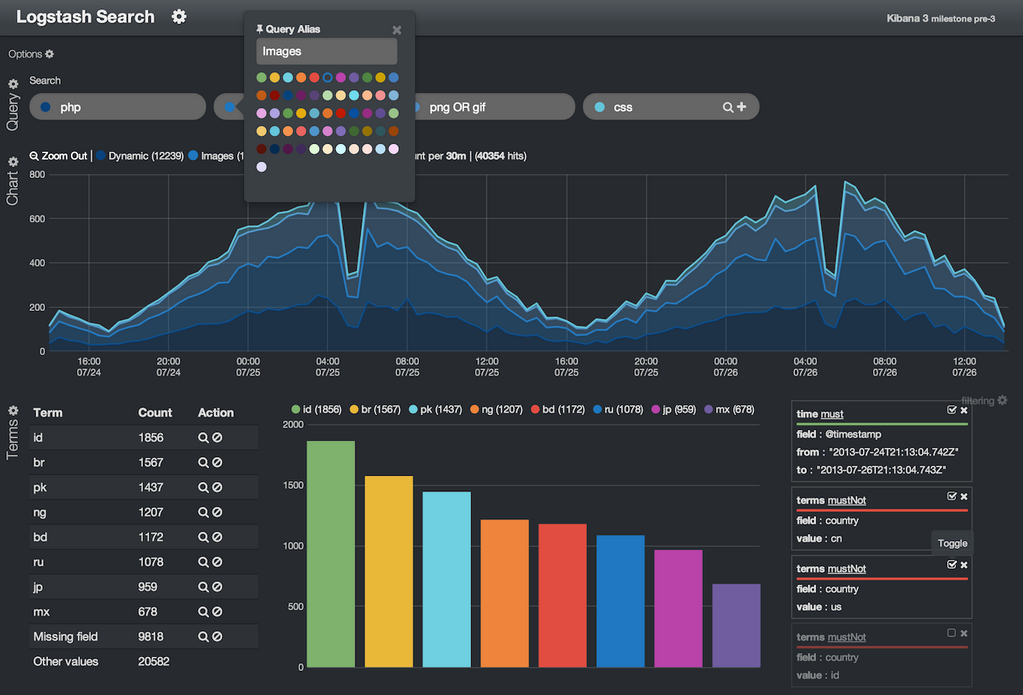 Logstash Search
Kibana 3 milestone pre-3
Query Alias
Images
Options
Query
Search
php
png OR gif
css
Chart
Zoom Out | Dynamic (12239) Images (1
per 30m | (40354 hits)
800
600
400
200
0
16:00 07/24
20:00 07/24
00:00 07/25
04:00 07/25
08:00 07/25
12:00 07/25
16:00 07/25
20:00 07/25
00:00 07/26
04:00 07/26
08:00 07/26
12:00 07/26
Terms
Term Count Action
id 1856
br 1567
pk 1437
ng 1207
bd 1172
ru 1078
jp 959
mx 678
Missing field 9818
Other values 20582
id (1856) br (1567) pk (1437) ng (1207) bd (1172) ru (1078) jp (959) mx (678)
2000
1500
1000
500
0
filtering
time must
field : @timestamp
from : "2013-07-24T21:13:04.742Z"
to : "2013-07-26T21:13:04.743Z"
terms mustNot
field : country
value : cn
Toggle
terms mustNot
field : country
value : us
terms mustNot
field : country
value : id